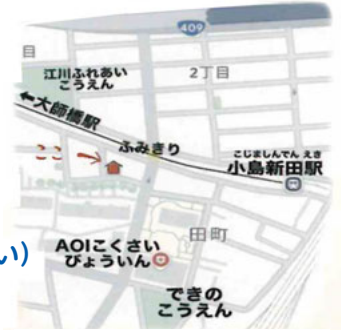 409
目
江川ふれあい
こうえん
2丁目
←大師橋駅
ふみきり
ここ→
こじましんでん えき
小島新田駅
田町
い)
AOIこくさい
びょういん
できの
こうえん